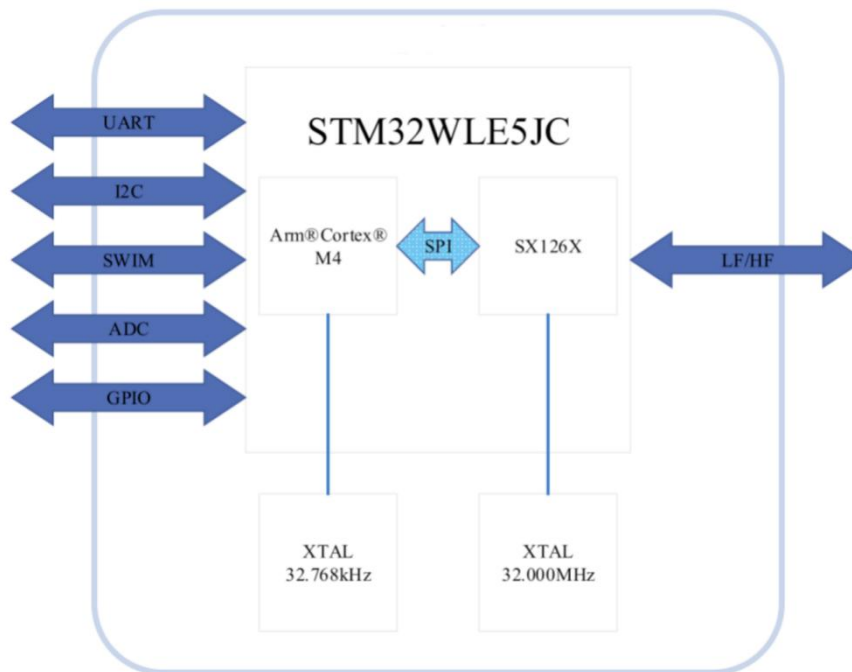 STM32WLE5JC
UART
I2C
SWIM
ADC
GPIO
Arm®Cortex®
M4
SPI
SX126X
LF/HF
XTAL
32.768kHz
XTAL
32.000MHz